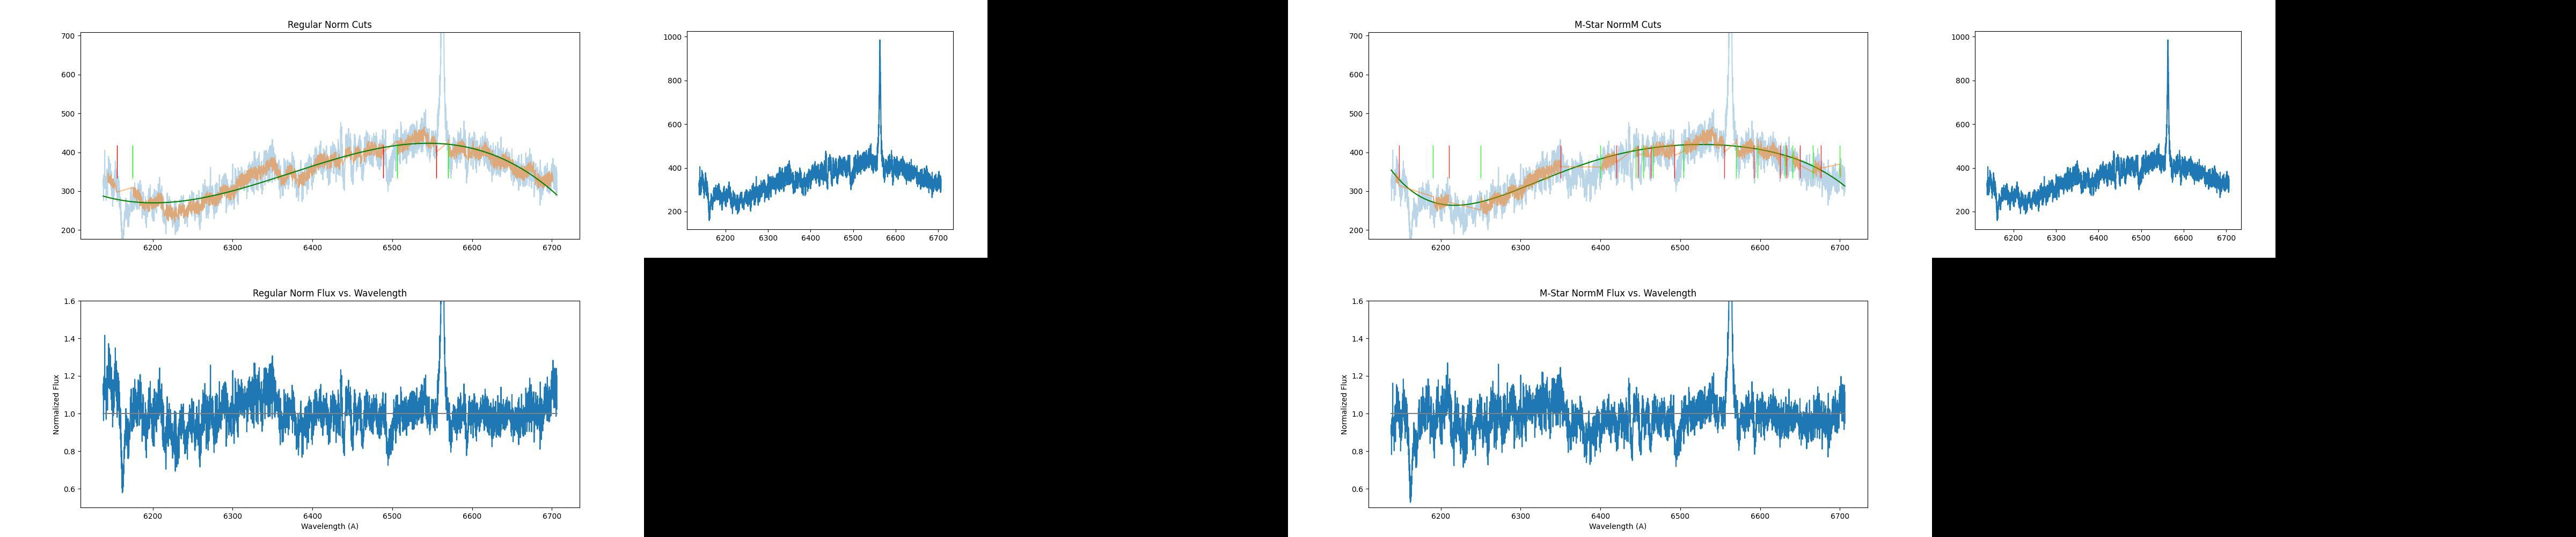 Regular Norm Cuts
700
600
500
400
300
200
6200 6300 6400 6500 6600 6700
1000
800
600
400
200
6200 6300 6400 6500 6600 6700
Regular Norm Flux vs. Wavelength
Normalized Flux
1.6
1.4
1.2
1.0
0.8
0.6
6200 6300 6400 6500 6600 6700
Wavelength (A)
M-Star NormM Cuts
700
600
500
400
300
200
6200 6300 6400 6500 6600 6700
1000
800
600
400
200
6200 6300 6400 6500 6600 6700
M-Star NormM Flux vs. Wavelength
Normalized Flux
1.6
1.4
1.2
1.0
0.8
0.6
6200 6300 6400 6500 6600 6700
Wavelength (A)